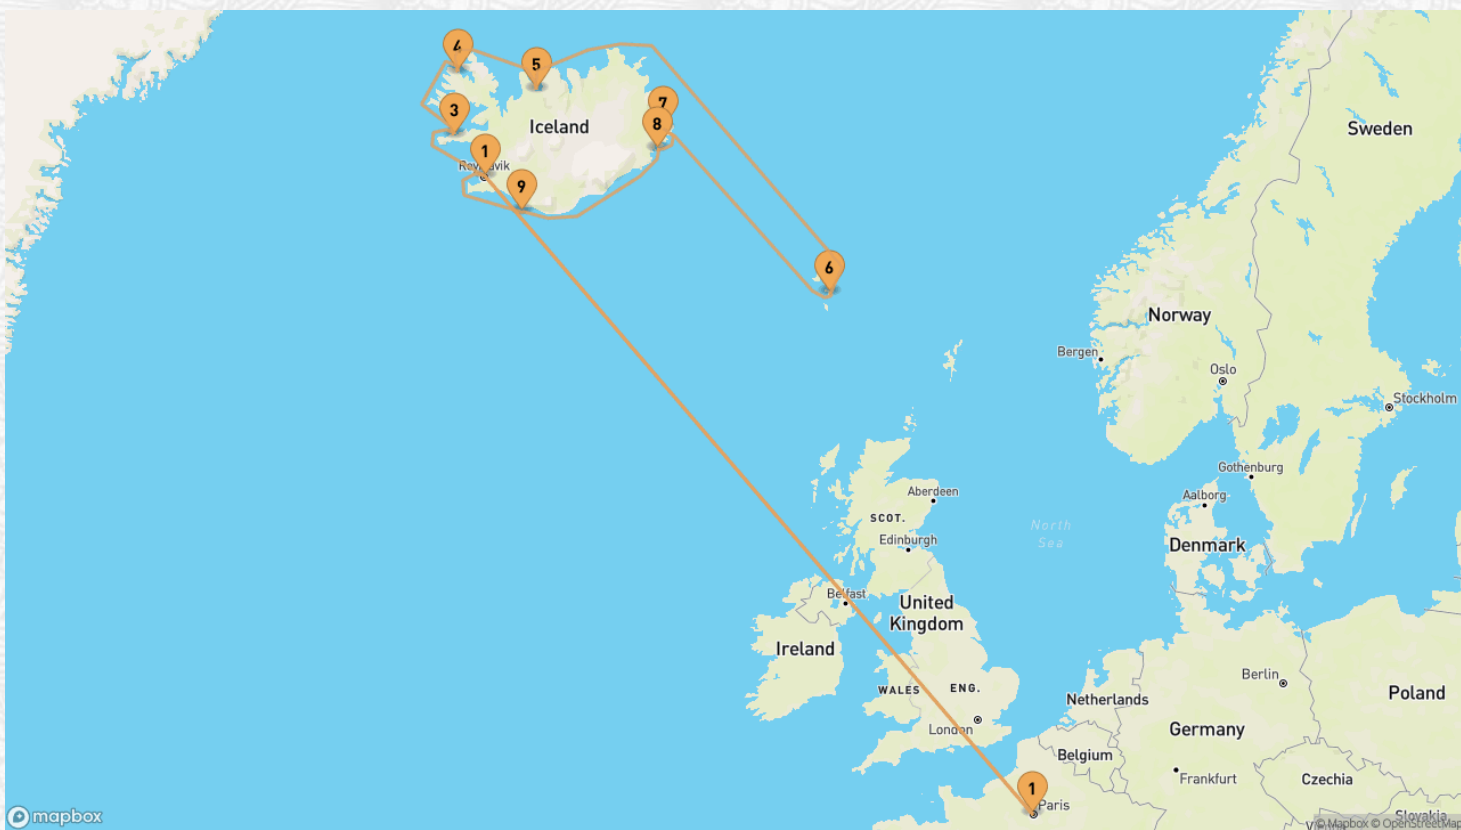 4
5
3
7
8
Iceland
Sweden
1
Reykjavik
9
6
Norway
Bergen
Oslo
Stockholm
Gothenburg
Aberdeen
Aalborg
SCOT.
North
Sea
Edinburgh
Denmark
Belfast
United
Kingdom
Ireland
Berlin
WALES
ENG.
Netherlands
Poland
London
Germany
Belgium
Frankfurt
Czechia
1
Paris
mapbox
Slovakia
© Mapbox © OpenStreetMap